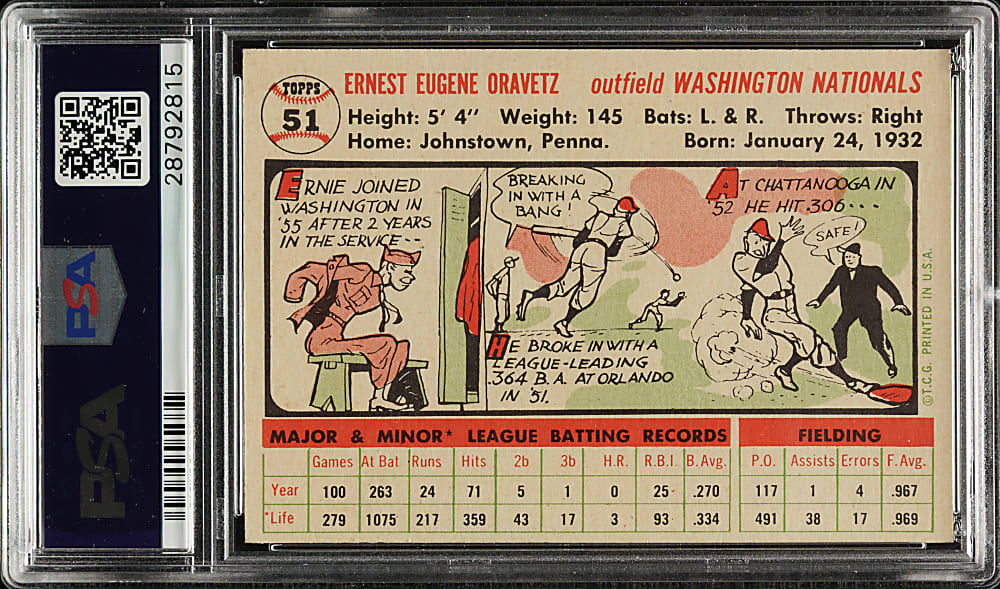 28792815
PSA
PSA
TOPPS
51
ERNEST EUGENE ORAVETZ outfield WASHINGTON NATIONALS
Height: 5' 4" Weight: 145 Bats: L. & R. Throws: Right
Home: Johnstown, Penna. Born: January 24, 1932
ERNIE JOINED
WASHINGTON IN
'55 AFTER 2 YEARS
IN THE SERVICE--
BREAKING
IN WITH A
BANG!
HE BROKE IN WITH A
LEAGUE-LEADING
.364 B.A. AT ORLANDO
IN '51.
AT CHATTANOOGA IN
'52 HE HIT .306---
SAFE!
©T.C.G. PRINTED IN U.S.A.
MAJOR & MINOR* LEAGUE BATTING RECORDS FIELDING
Games At Bat Runs Hits 2b 3b H.R. R.B.I. B.Avg. P.O. Assists Errors F.Avg.
Year 100 263 24 71 5 1 0 25 .270 117 1 4 .967
*Life 279 1075 217 359 43 17 3 93 .334 491 38 17 .969